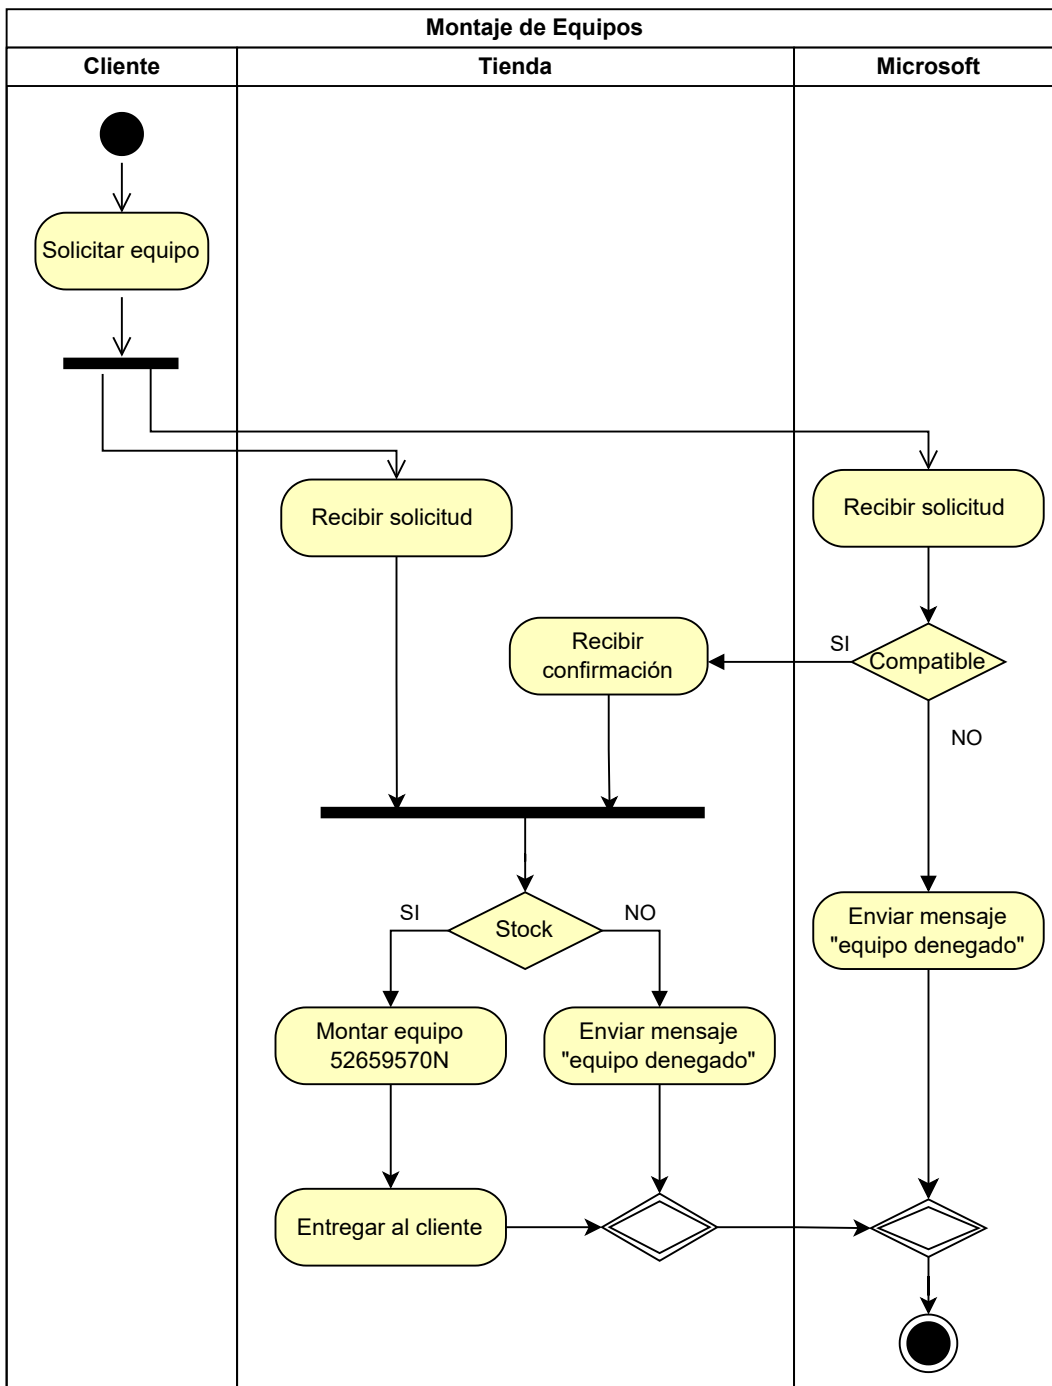 Montaje de Equipos
Cliente
Tienda
Microsoft
Solicitar equipo
Recibir solicitud
Recibir solicitud
Recibir
confirmación
SI
Compatible
NO
SI
Stock
NO
Enviar mensaje
"equipo denegado"
Montar equipo
52659570N
Enviar mensaje
"equipo denegado"
Entregar al cliente